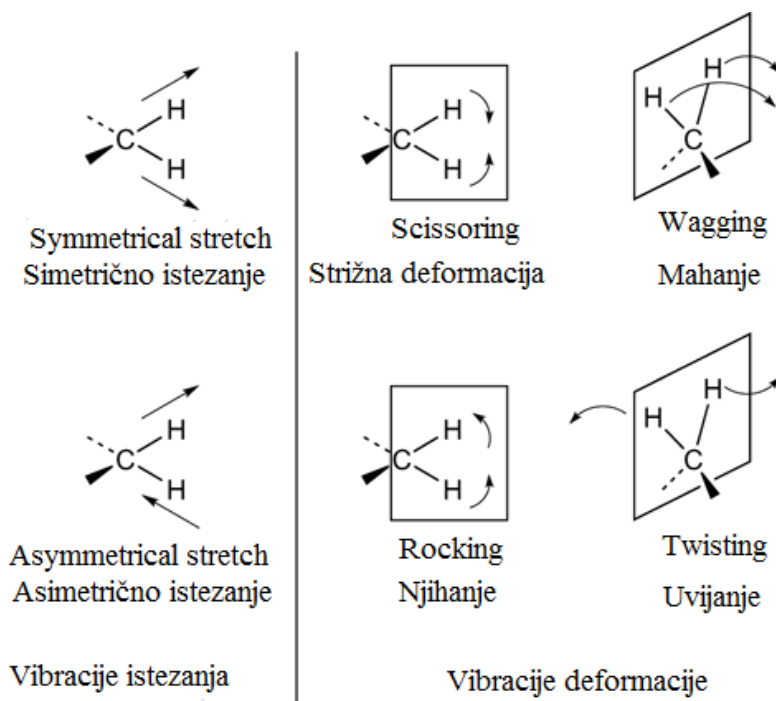 H
C
H
Symmetrical stretch
Simetrično istezanje
H
C
H
Scissoring
Strižna deformacija
H
H
C
Wagging
Mahanje
H
C
H
Asymmetrical stretch
Asimetrično istezanje
H
C
H
Rocking
Njihanje
H
H
C
Twisting
Uvijanje
Vibracije istezanja
Vibracije deformacije